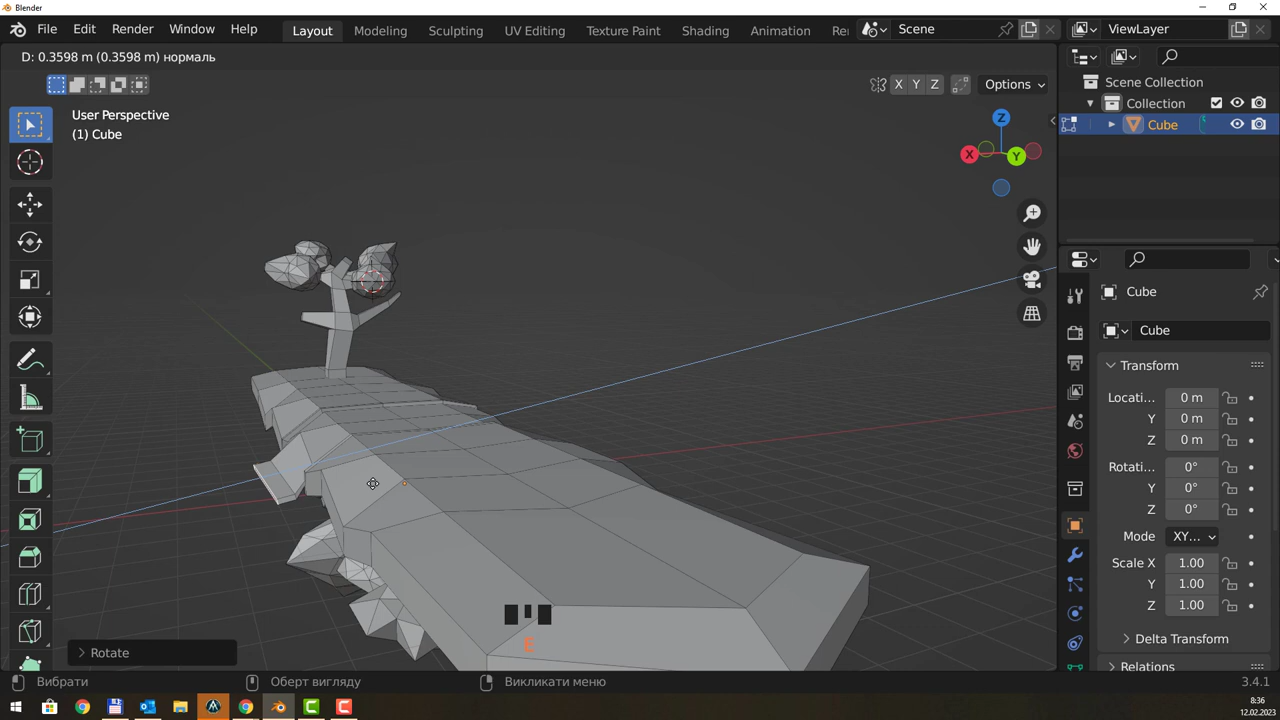 Blender
File Edit Render Window Help Layout Modeling Sculpting UV Editing Texture Paint Shading Animation Re Scene ViewLayer
D: 0.3598 m (0.3598 m) нормаль
X Y Z Options
User Perspective
(1) Cube
Z
X Y
Scene Collection
Collection
Cube
Cube
Cube
Transform
Locati... 0 m
Y 0 m
Z 0 m
Rotati... 0°
Y 0°
Z 0°
Mode XY...
Scale X 1.00
Y 1.00
Z 1.00
Delta Transform
Relations
E
Rotate
Вибрати Оберт вигляду Викликати меню 3.4.1
8:36
12.02.2023